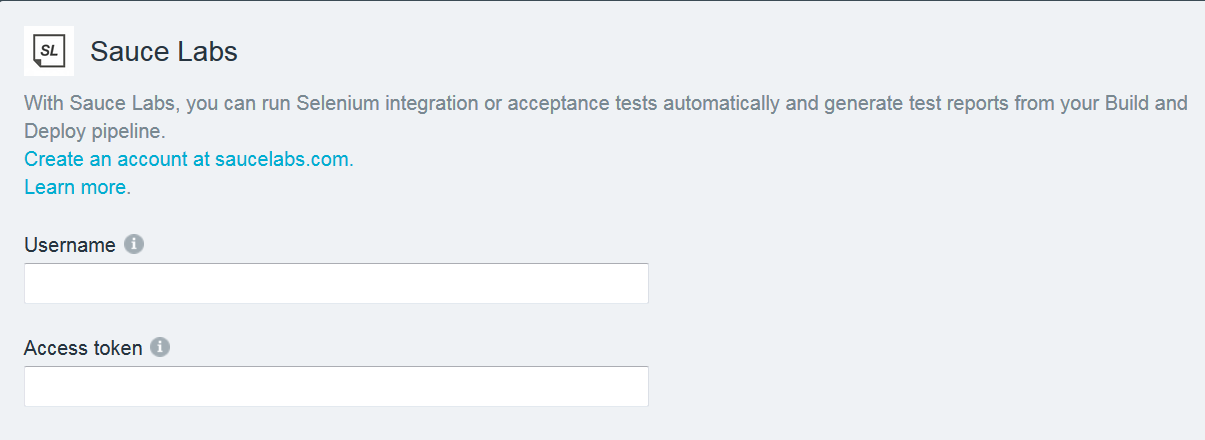 SL
Sauce Labs
With Sauce Labs, you can run Selenium integration or acceptance tests automatically and generate test reports from your Build and
Deploy pipeline.
Create an account at saucelabs.com.
Learn more.
Username i
Access token i